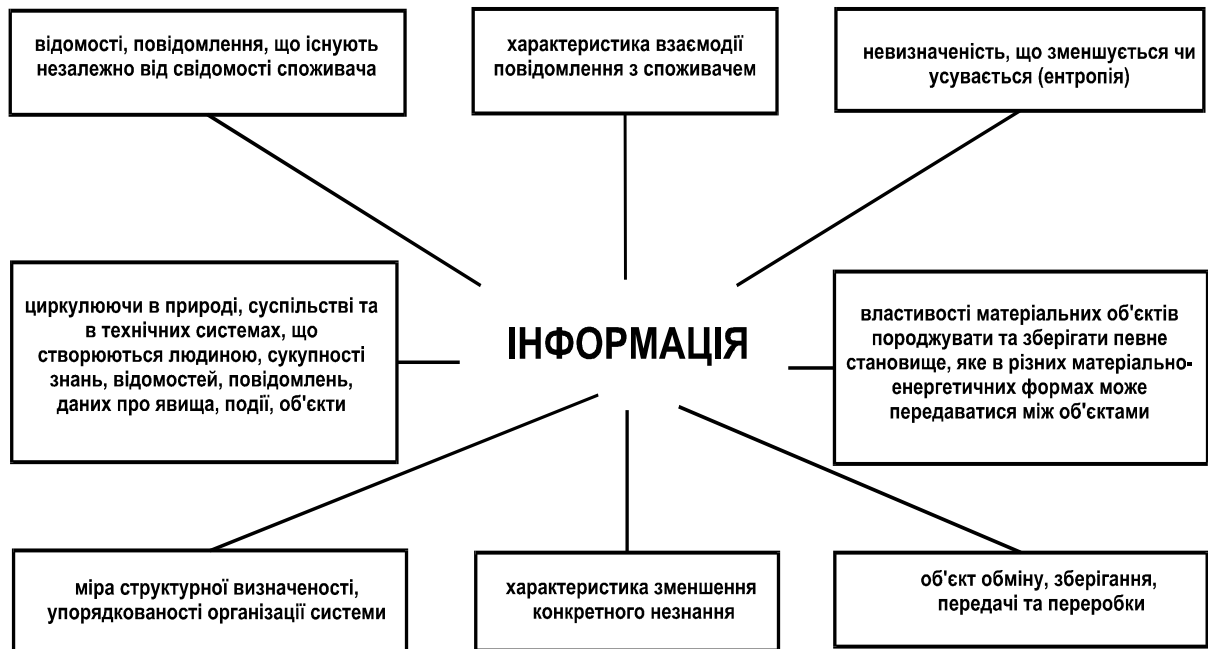 відомості, повідомлення, що існують
незалежно від свідомості споживача
характеристика взаємодії
повідомлення з споживачем
невизначеність, що зменшується чи
усувається (ентропія)
циркулюючи в природі, суспільстві та
в технічних системах, що
створюються людиною, сукупності
знань, відомостей, повідомлень,
даних про явища, події, об'єкти
ІНФОРМАЦІЯ
властивості матеріальних об'єктів
породжувати та зберігати певне
становище, яке в різних матеріально-
енергетичних формах може
передаватися між об'єктами
міра структурної визначеності,
упорядкованості організації системи
характеристика зменшення
конкретного незнання
об'єкт обміну, зберігання,
передачі та переробки